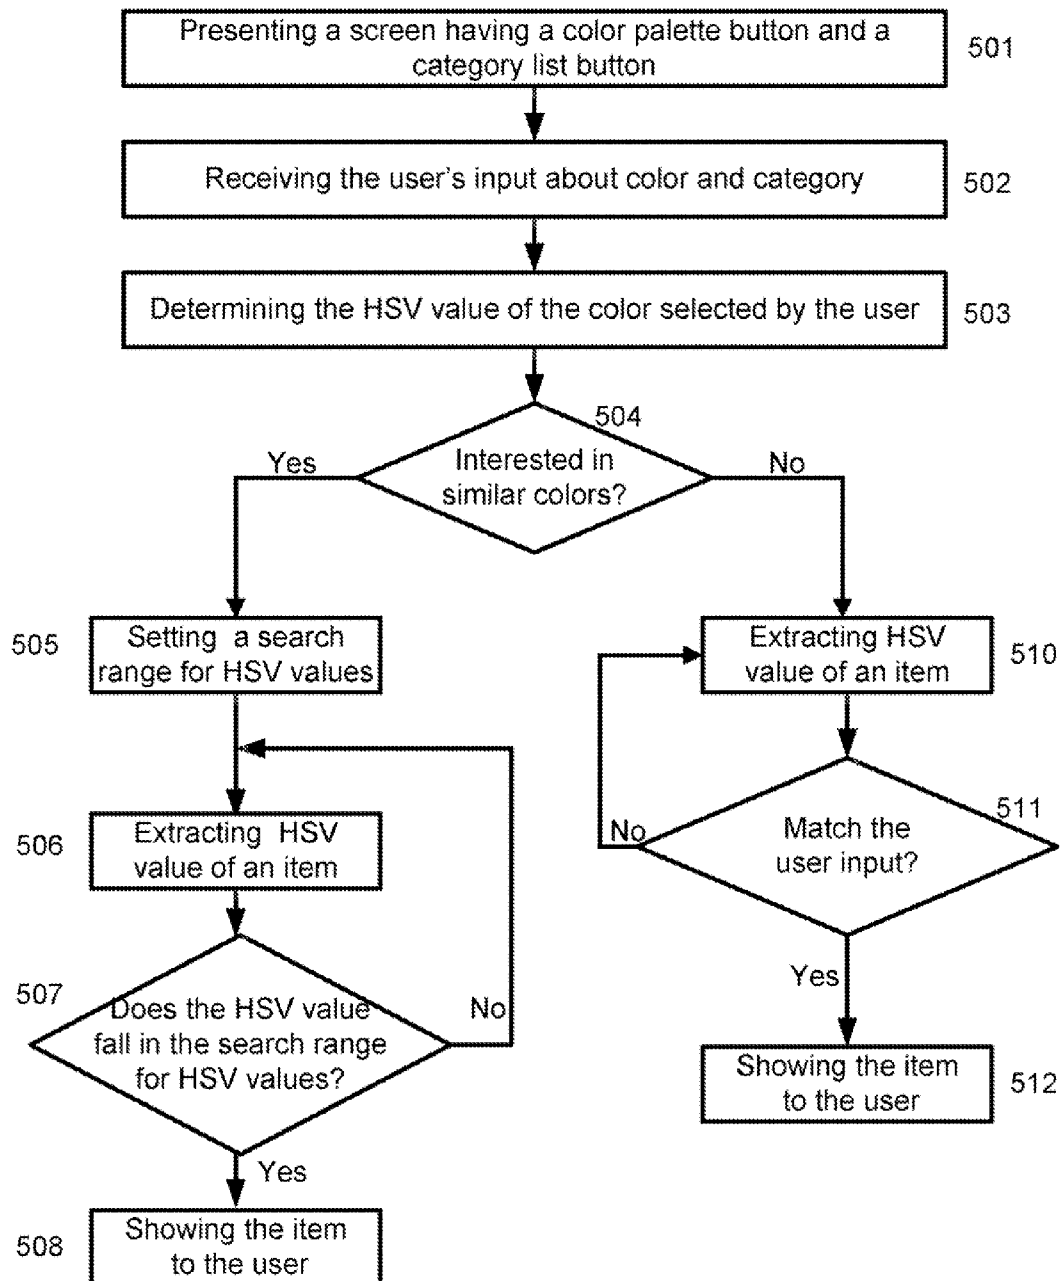 Presenting a screen having a color palette button and a
category list button
501
Receiving the user's input about color and category
502
Determining the HSV value of the color selected by the user
503
504
Interested in
similar colors?
Yes
No
505
Setting a search
range for HSV values
Extracting HSV
value of an item
510
506
Extracting HSV
value of an item
511
Match the
user input?
No
Yes
507
Does the HSV value
fall in the search range
for HSV values?
No
Yes
Showing the item
to the user
512
508
Showing the item
to the user